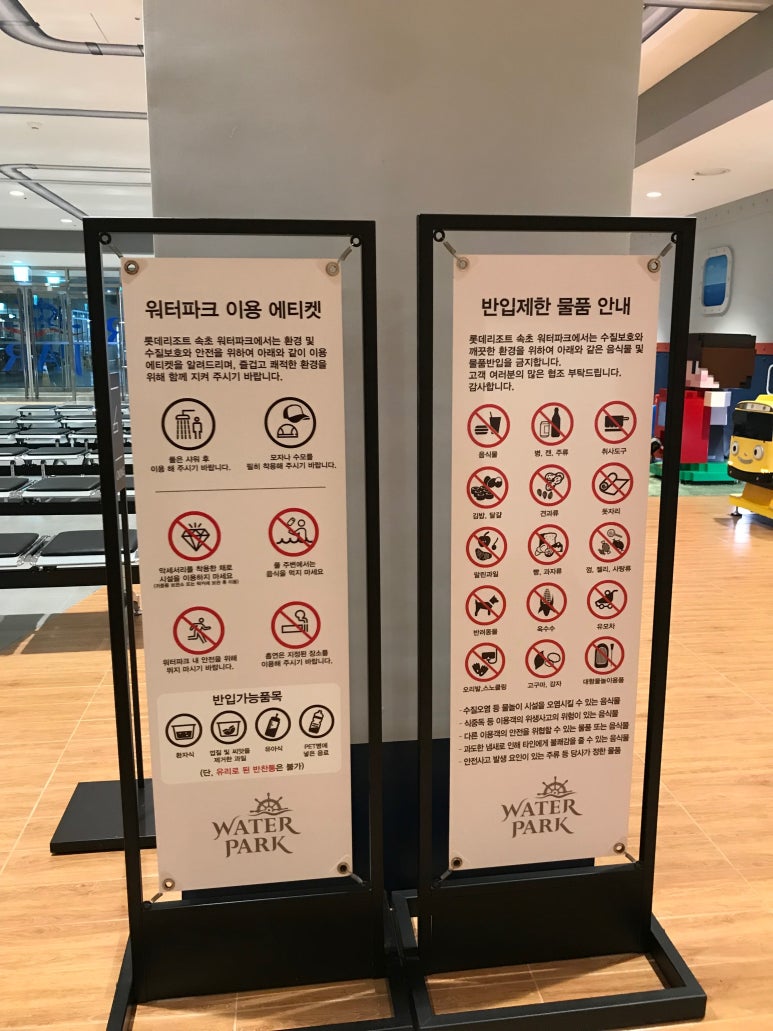 워터파크 이용 에티켓
롯데리조트 속초 워터파크에서는 환경 및
수질보호와 안전을 위하여 아래와 같이 이용
에티켓을 알려드리며, 즐겁고 쾌적한 환경을
위해 함께 지켜 주시기 바랍니다.
풀은 샤워 후
이용 해 주시기 바랍니다.
모자나 수모를
필히 착용해 주시기 바랍니다.
악세서리를 착용한 채로
시설을 이용하지 마세요
풀 주변에서는
음식을 먹지 마세요
워터파크 내 안전을 위해
뛰지 마시기 바랍니다.
흡연은 지정된 장소를
이용해 주시기 바랍니다.
반입가능품목
환자식
껍질 및 씨앗을
제거한 과일
유아식
PET병에
넣은 음료
(단, 유리로 된 반찬통은 불가)
WATER
PARK
반입제한 물품 안내
롯데리조트 속초 워터파크에서는 수질보호와
깨끗한 환경을 위하여 아래와 같은 음식물 및
물품반입을 금지합니다.
고객 여러분의 많은 협조 부탁드립니다.
감사합니다.
음식물
병, 캔, 주류
취사도구
김밥, 달걀
견과류
돗자리
말린과일
빵, 과자류
껌, 젤리, 사탕류
반려동물
옥수수
유모차
오리발,스노클링
고구마, 감자
대형물놀이용품
- 수질오염 등 물놀이 시설을 오염시킬 수 있는 음식물
- 식중독 등 이용객의 위생사고의 위험이 있는 음식물
- 다른 이용객의 안전을 위협할 수 있는 물품 또는 음식물
- 과도한 냄새로 인해 타인에게 불쾌감을 줄 수 있는 음식물
- 안전사고 발생 요인이 있는 주류 등 당사가 정한 물품
WATER
PARK